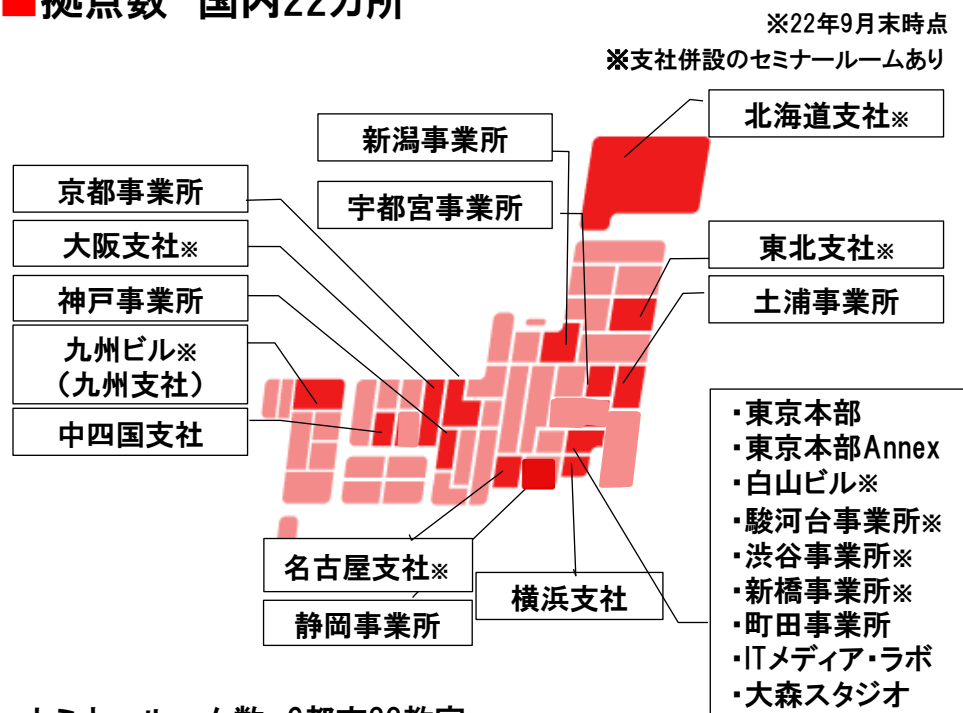 ■拠点数 国内22カ所
※22年9月末時点
※支社併設のセミナールームあり
北海道支社※
新潟事業所
京都事業所
宇都宮事業所
大阪支社※
東北支社※
神戸事業所
土浦事業所
九州ビル※
（九州支社）
中四国支社
・東京本部
・東京本部Annex
・白山ビル※
・駿河台事業所※
・渋谷事業所※
・新橋事業所※
・町田事業所
・ITメディア・ラボ
・大森スタジオ
名古屋支社※
横浜支社
静岡事業所